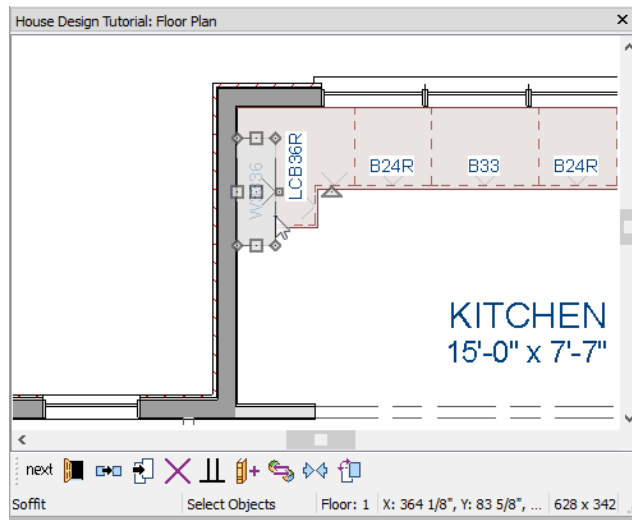 House Design Tutorial: Floor Plan
LCB36R
B24R
B33
B24R
KITCHEN
15'-0" x 7'-7"
next
Soffit
Select Objects
Floor: 1
X: 364 1/8", Y: 83 5/8", ...
628 x 342